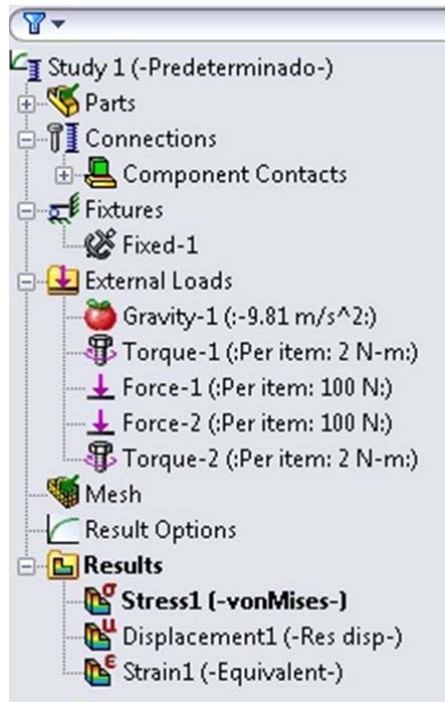 Study 1 (-Predeterminado-)
Parts
Connections
Component Contacts
Fixtures
Fixed-1
External Loads
Gravity-1 (:-9.81 m/s^2:)
Torque-1 (:Per item: 2 N-m:)
Force-1 (:Per item: 100 N:)
Force-2 (:Per item: 100 N:)
Torque-2 (:Per item: 2 N-m:)
Mesh
Result Options
Results
Stress1 (-vonMises-)
Displacement1 (-Res disp-)
Strain1 (-Equivalent-)